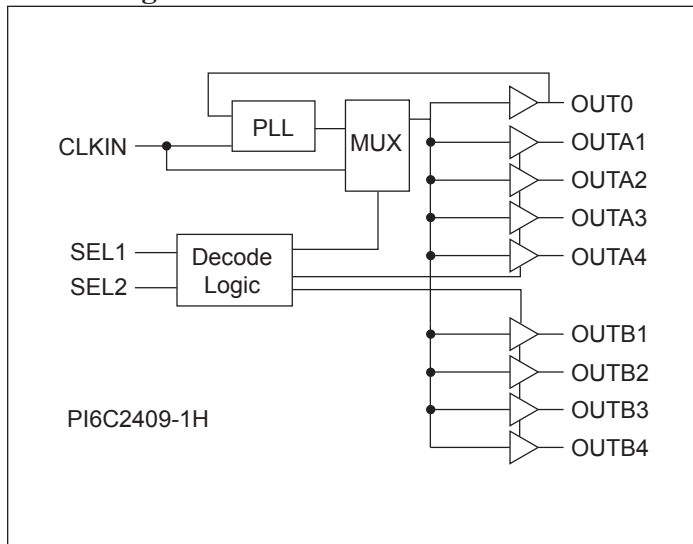 OUT0
PLL
MUX
CLKIN
OUTA1
OUTA2
OUTA3
SEL1
Decode
Logic
OUTA4
SEL2
OUTB1
OUTB2
OUTB3
PI6C2409-1H
OUTB4